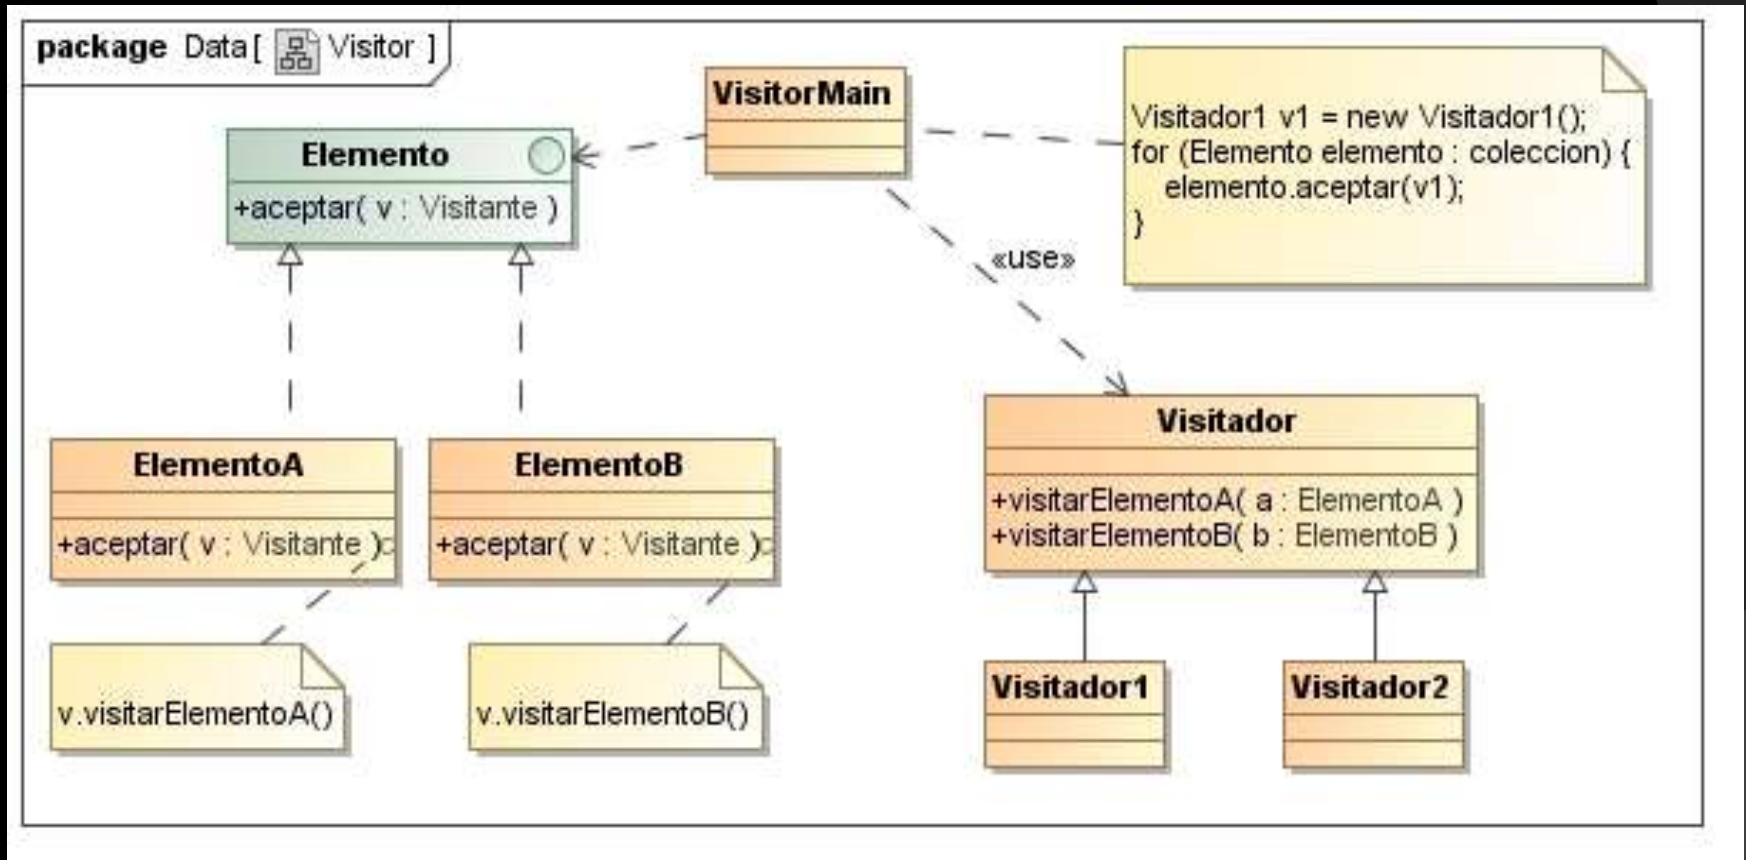 package Data[ Visitor ]
VisitorMain
Visitador1 v1 = new Visitador1();
for (Elemento elemento : coleccion) {
elemento.aceptar(v1);
}
Elemento
+aceptar( v : Visitante )
«use»
Visitador
+visitarElementoA( a : ElementoA )
+visitarElementoB( b : ElementoB )
ElementoA
+aceptar( v : Visitante )
ElementoB
+aceptar( v : Visitante )
v.visitarElementoA()
v.visitarElementoB()
Visitador1
Visitador2